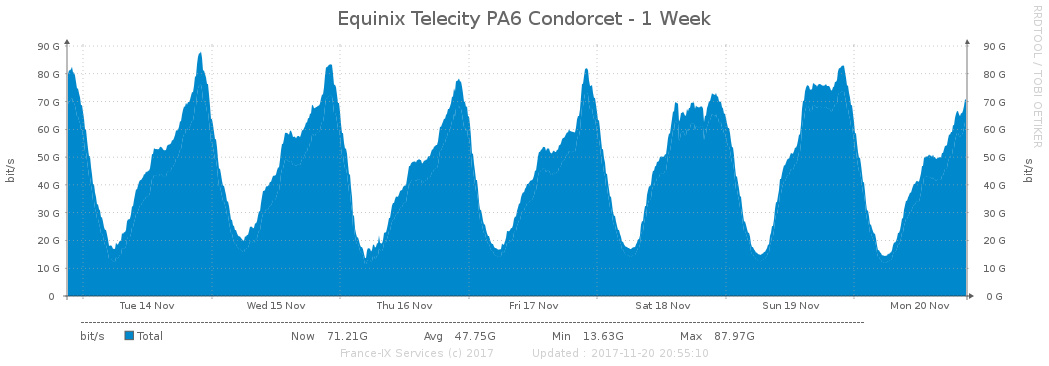 Equinix Telecity PA6 Condorcet - 1 Week
RRDTOOL / TOBI OETIKER
bit/s
90 G 90 G
80 G 80 G
70 G 70 G
60 G 60 G
50 G 50 G
40 G 40 G
30 G 30 G
20 G 20 G
10 G 10 G
0 0 G
bit/s
Tue 14 Nov Wed 15 Nov Thu 16 Nov Fri 17 Nov Sat 18 Nov Sun 19 Nov Mon 20 Nov
bit/s Total Now 71.21G Avg 47.75G Min 13.63G Max 87.97G
France-IX Services (c) 2017 Updated : 2017-11-20 20:55:10